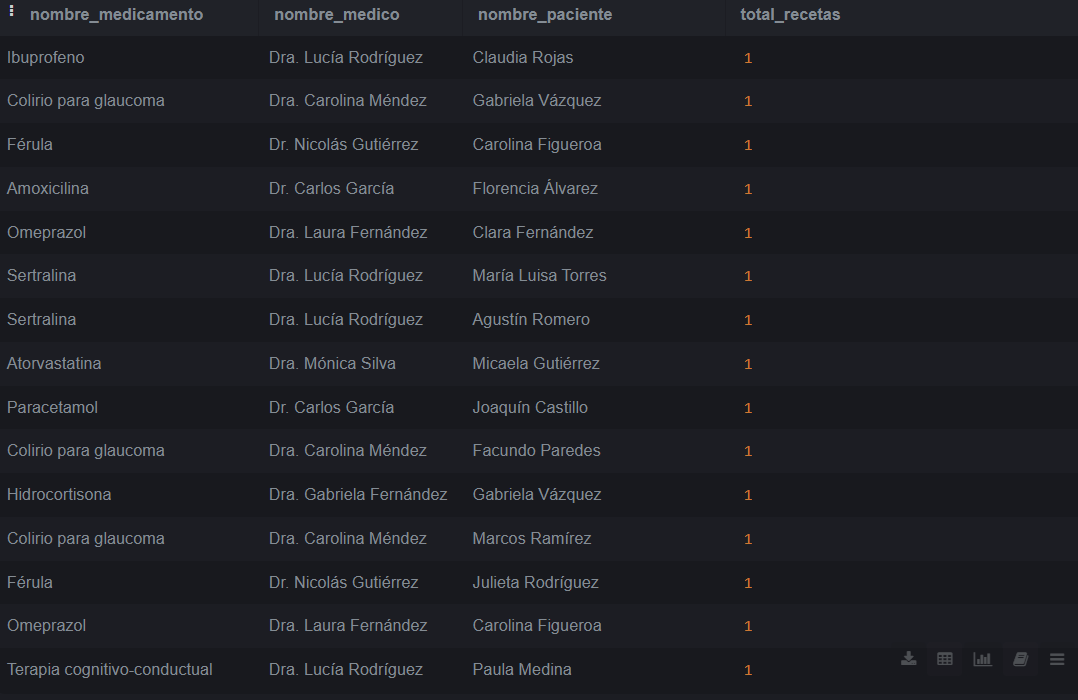 nombre_medicamento nombre_medico nombre_paciente total_recetas
Ibuprofeno Dra. Lucía Rodríguez Claudia Rojas 1
Colirio para glaucoma Dra. Carolina Méndez Gabriela Vázquez 1
Férula Dr. Nicolás Gutiérrez Carolina Figueroa 1
Amoxicilina Dr. Carlos García Florencia Álvarez 1
Omeprazol Dra. Laura Fernández Clara Fernández 1
Sertralina Dra. Lucía Rodríguez María Luisa Torres 1
Sertralina Dra. Lucía Rodríguez Agustín Romero 1
Atorvastatina Dra. Mónica Silva Micaela Gutiérrez 1
Paracetamol Dr. Carlos García Joaquín Castillo 1
Colirio para glaucoma Dra. Carolina Méndez Facundo Paredes 1
Hidrocortisona Dra. Gabriela Fernández Gabriela Vázquez 1
Colirio para glaucoma Dra. Carolina Méndez Marcos Ramírez 1
Férula Dr. Nicolás Gutiérrez Julieta Rodríguez 1
Omeprazol Dra. Laura Fernández Carolina Figueroa 1
Terapia cognitivo-conductual Dra. Lucía Rodríguez Paula Medina 1